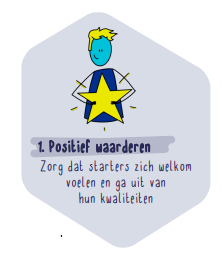 1. Positief waarderen
Zorg dat starters zich welkom
voelen en ga uit van
hun kwaliteiten